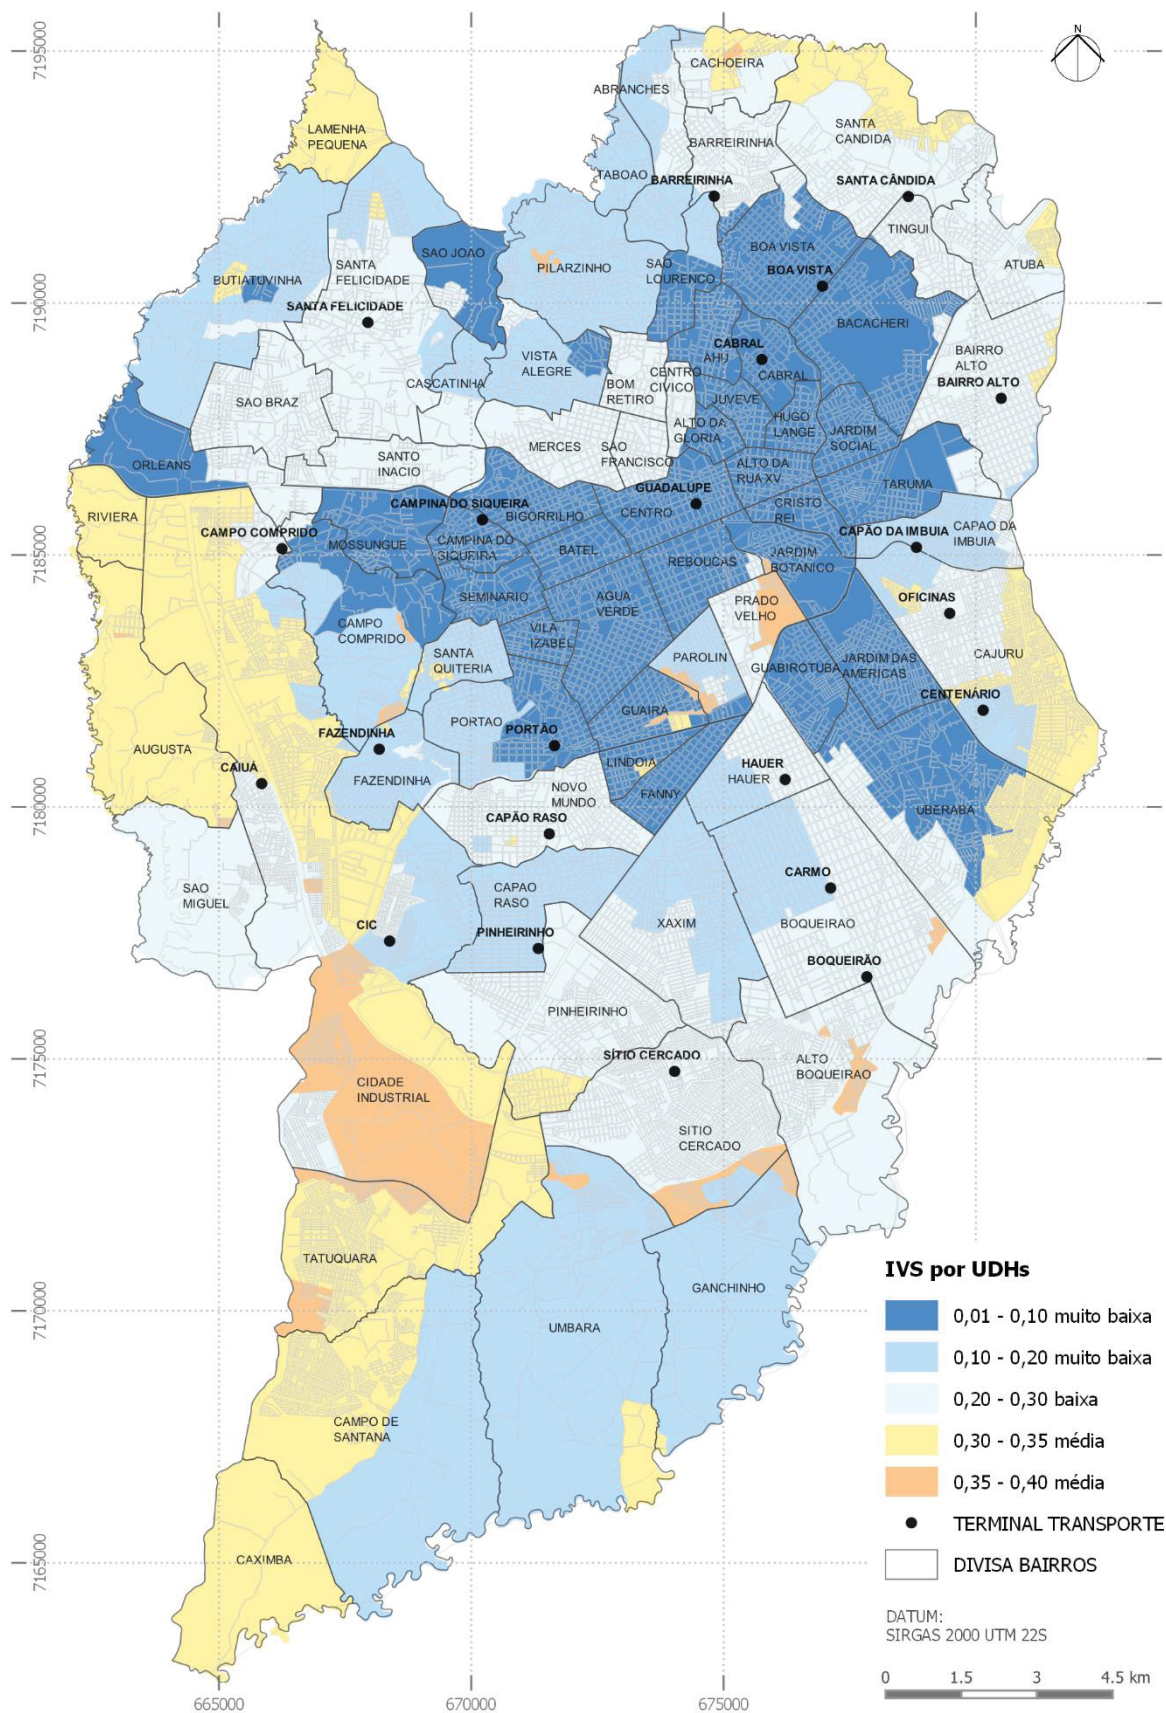 N
7195000
7190000
7185000
7180000
7175000
7170000
7165000
665000
670000
675000
CACHOEIRA
ABRANCHES
LAMENHA
PEQUENA
SANTA
CANDIDA
BARREIRINHA
TABOAO
BARREIRINHA
SANTA CÂNDIDA
TINGUI
BOA VISTA
SAO JOAO
SANTA
FELICIDADE
PILARZINHO
SAO
LOURENCO
BOA VISTA
ATUBA
BUTIATUVINHA
SANTA FELICIDADE
BACACHERI
CABRAL
AHU
CABRAL
BAIRRO
ALTO
BAIRRO ALTO
VISTA
ALEGRE
CENTRO
CIVICO
CASCATINHA
BOM
RETIRO
JUVEVE
SAO BRAZ
HUGO
LANGE
ALTO DA
GLORIA
JARDIM
SOCIAL
MERCES
SAO
FRANCISCO
SANTO
INACIO
ORLEANS
ALTO DA
RUA XV
TARUMA
GUADALUPE
CENTRO
CAMPINA DO SIQUEIRA
BIGORRILHO
CRISTO
REI
RIVIERA
CAMPO COMPRIDO
MOSSUNGUE
CAMPINA DO
SIQUEIRA
BATEL
CAPÃO DA IMBUIA
CAPAO DA
IMBUIA
REBOUCAS
JARDIM
BOTANICO
SEMINARIO
AGUA
VERDE
PRADO
VELHO
OFICINAS
CAMPO
COMPRIDO
VILA
IZABEL
SANTA
QUITERIA
PAROLIN
GUABIROTUBA
JARDIM DAS
AMERICAS
CAJURU
CENTENÁRIO
GUAIRA
PORTAO
PORTÃO
FAZENDINHA
AUGUSTA
CAIUÁ
FAZENDINHA
LINDOIA
HAUER
HAUER
NOVO
MUNDO
FANNY
UBERABA
CAPÃO RASO
CARMO
SAO
MIGUEL
CAPAO
RASO
CIC
PINHEIRINHO
XAXIM
BOQUEIRAO
BOQUEIRÃO
PINHEIRINHO
SÍTIO CERCADO
ALTO
BOQUEIRAO
CIDADE
INDUSTRIAL
SITIO
CERCADO
TATUQUARA
GANCHINHO
UMBARA
CAMPO DE
SANTANA
CAXIMBA
IVS por UDHs
0,01 - 0,10 muito baixa
0,10 - 0,20 muito baixa
0,20 - 0,30 baixa
0,30 - 0,35 média
0,35 - 0,40 média
TERMINAL TRANSPORTE
DIVISA BAIRROS
DATUM:
SIRGAS 2000 UTM 22S
0 1.5 3 4.5 km